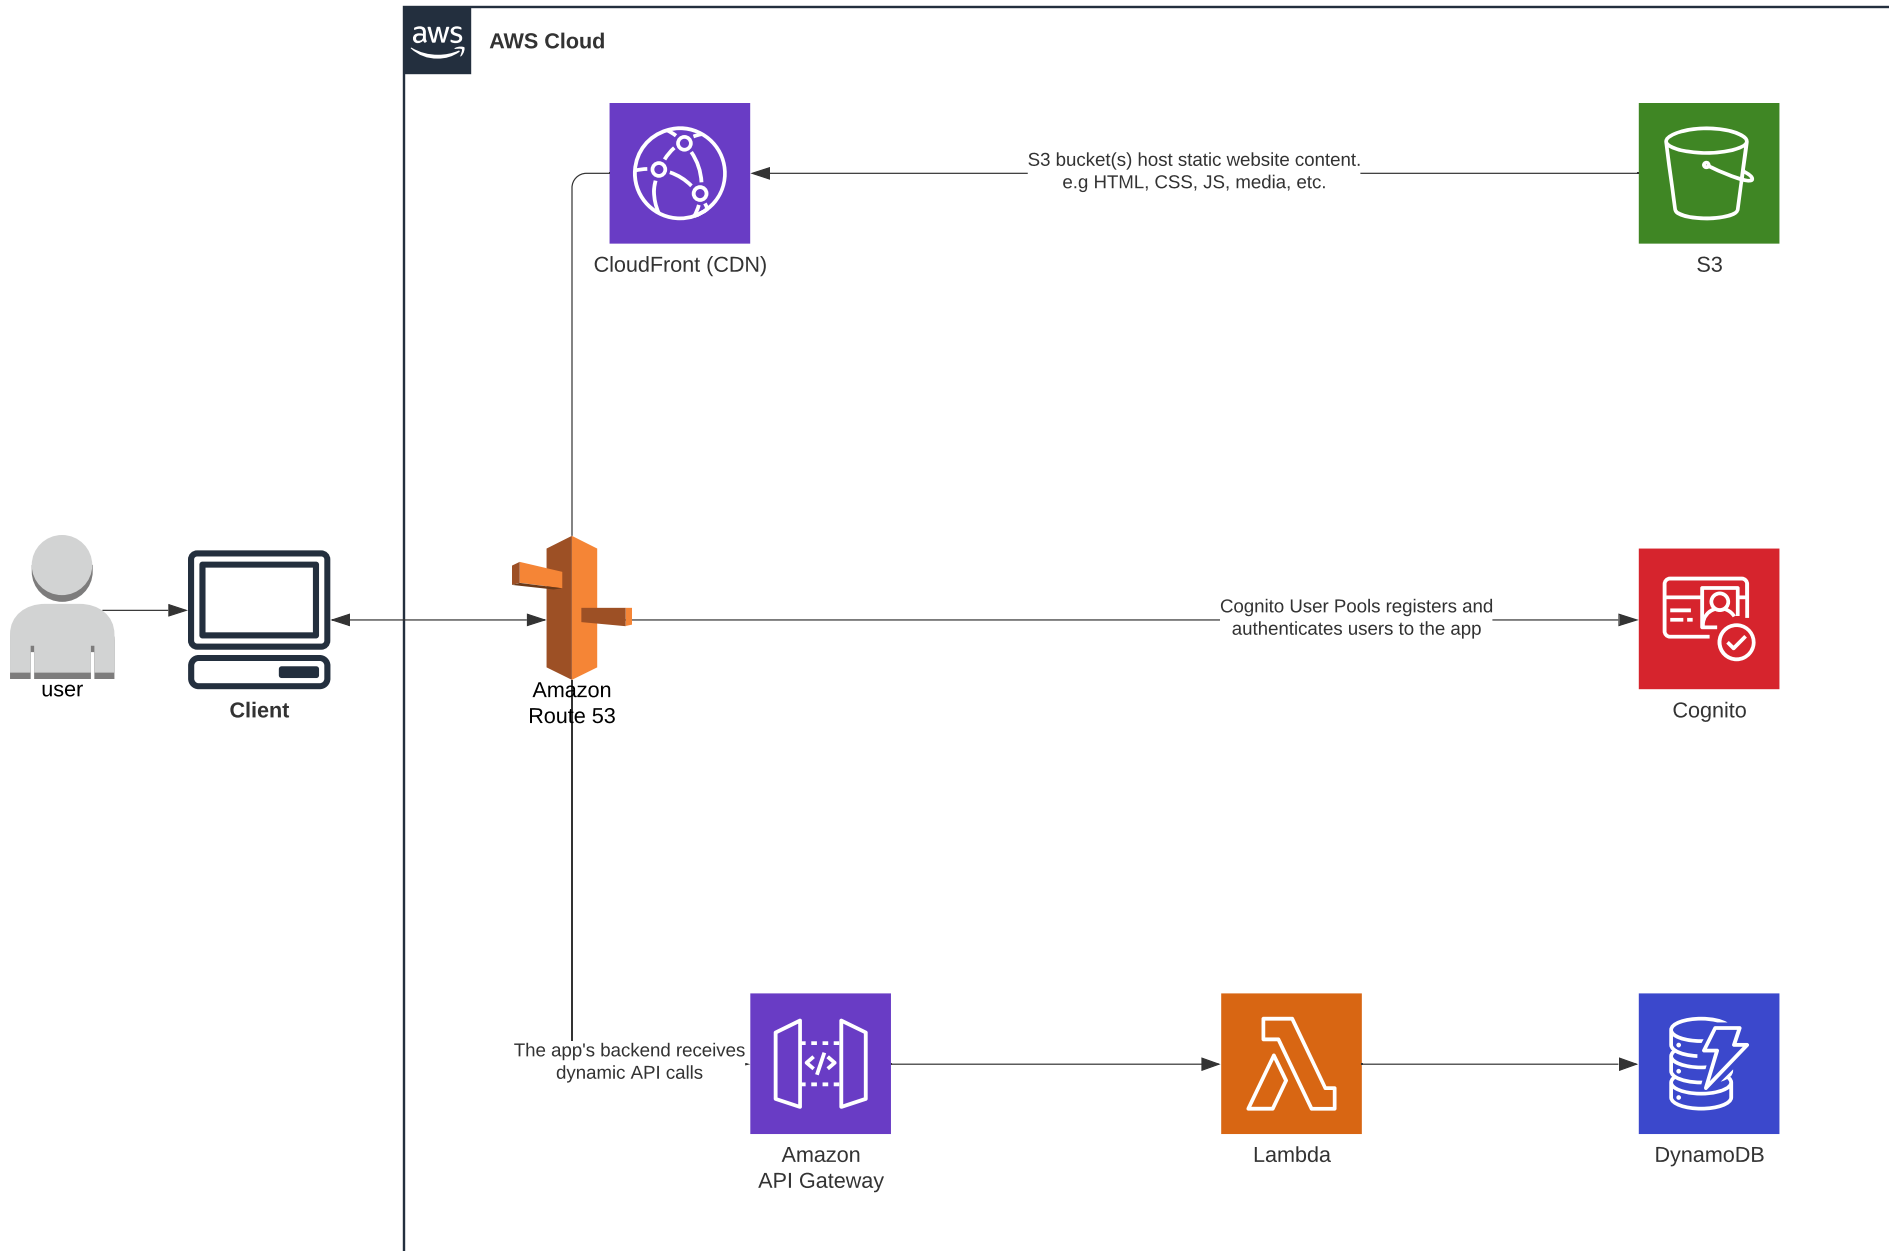 aws
AWS Cloud
S3 bucket(s) host static website content.
e.g HTML, CSS, JS, media, etc.
CloudFront (CDN)
S3
Cognito User Pools registers and
authenticates users to the app
user
Client
Amazon
Route 53
Cognito
The app's backend receives
dynamic API calls
</>
Amazon
API Gateway
Lambda
DynamoDB